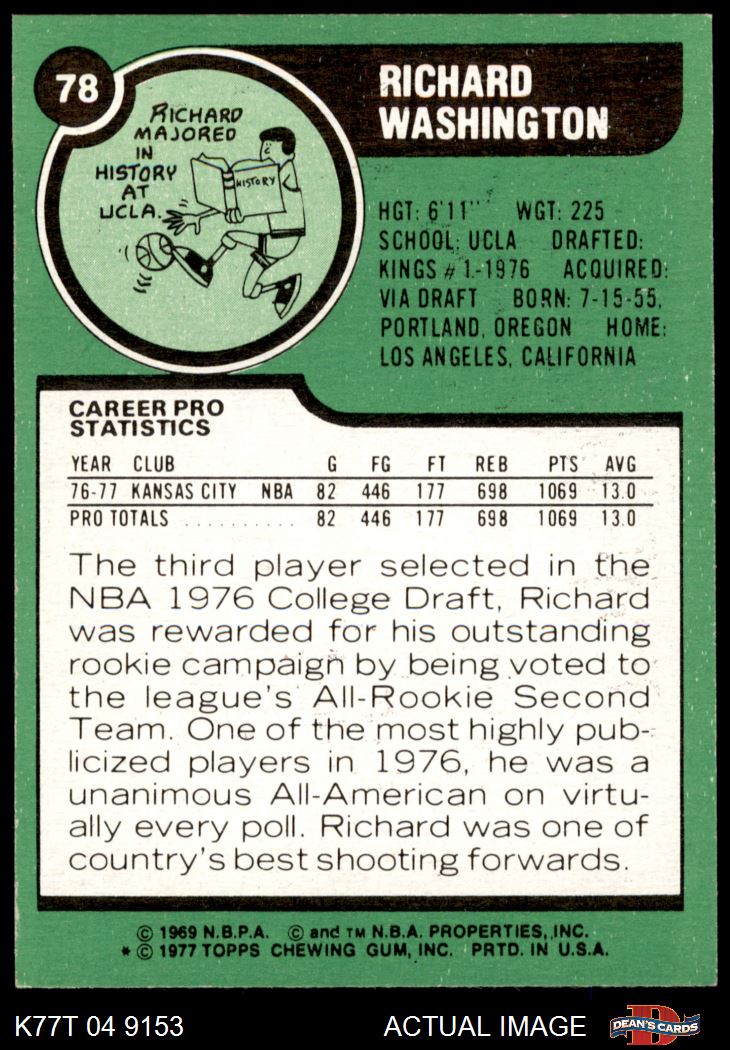 78
RICHARD
MAJORED
IN
HISTORY
AT
UCLA.
HISTORY
RICHARD
WASHINGTON
HGT: 6'11" WGT: 225
SCHOOL: UCLA DRAFTED:
KINGS #1-1976 ACQUIRED:
VIA DRAFT BORN: 7-15-55,
PORTLAND, OREGON HOME:
LOS ANGELES, CALIFORNIA
CAREER PRO
STATISTICS
YEAR CLUB G FG FT REB PTS AVG
76-77 KANSAS CITY NBA 82 446 177 698 1069 13.0
PRO TOTALS . . . . . . . . . . 82 446 177 698 1069 13.0
The third player selected in the
NBA 1976 College Draft, Richard
was rewarded for his outstanding
rookie campaign by being voted to
the league's All-Rookie Second
Team. One of the most highly pub-
licized players in 1976, he was a
unanimous All-American on virtu-
ally every poll. Richard was one of
country's best shooting forwards.
© 1969 N.B.P.A. © and TM N.B.A. PROPERTIES, INC.
* © 1977 TOPPS CHEWING GUM, INC. PRTD. IN U.S.A.
K77T 04 9153 ACTUAL IMAGE
D
DEAN'S CARDS